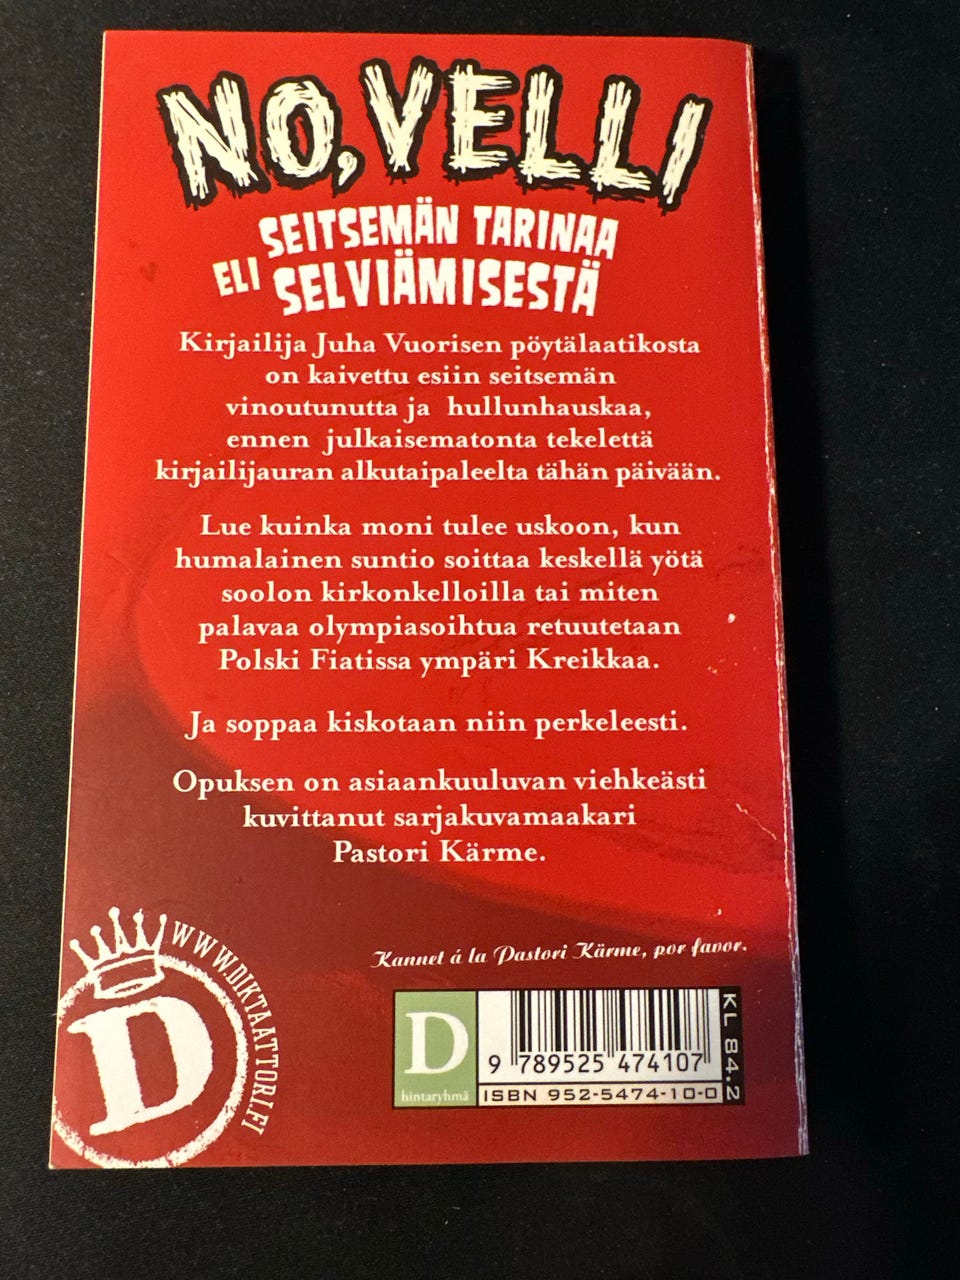 NO, VELLI
SEITSEMÄN TARINAA
ELI SELVIÄMISESTÄ
Kirjailija Juha Vuorisen pöytälaatikosta
on kaivettu esiin seitsemän
vinoutunutta ja hullunhauskaa,
ennen julkaisematonta tekelettä
kirjailijauran alkutaipaleelta tähän päivään.
Lue kuinka moni tulee uskoon, kun
humalainen suntio soittaa keskellä yötä
soolon kirkonkelloilla tai miten
palavaa olympiasoihtua retuutetaan
Polski Fiatissa ympäri Kreikkaa.
Ja soppaa kiskotaan niin perkeleesti.
Opuksen on asiaankuuluvan viehkeästi
kuvittanut sarjakuvamaakari
Pastori Kärme.
Kannet á la Pastori Kärme, por favor.
D
WWW.DIKTAATTORI.FI
D
hintaryhmä
9 789525 474107
ISBN 952-5474-10-0
KL 84.2